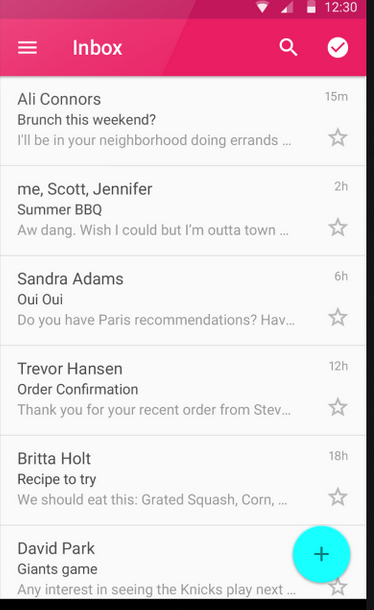 12:30
Inbox
Ali Connors 15m
Brunch this weekend?
I'll be in your neighborhood doing errands ...
me, Scott, Jennifer 2h
Summer BBQ
Aw dang. Wish I could but I'm outta town ...
Sandra Adams 6h
Oui Oui
Do you have Paris recommendations? Hav...
Trevor Hansen 12h
Order Confirmation
Thank you for your recent order from Stev...
Britta Holt 18h
Recipe to try
We should eat this: Grated Squash, Corn, ...
David Park
Giants game
Any interest in seeing the Knicks play next ...